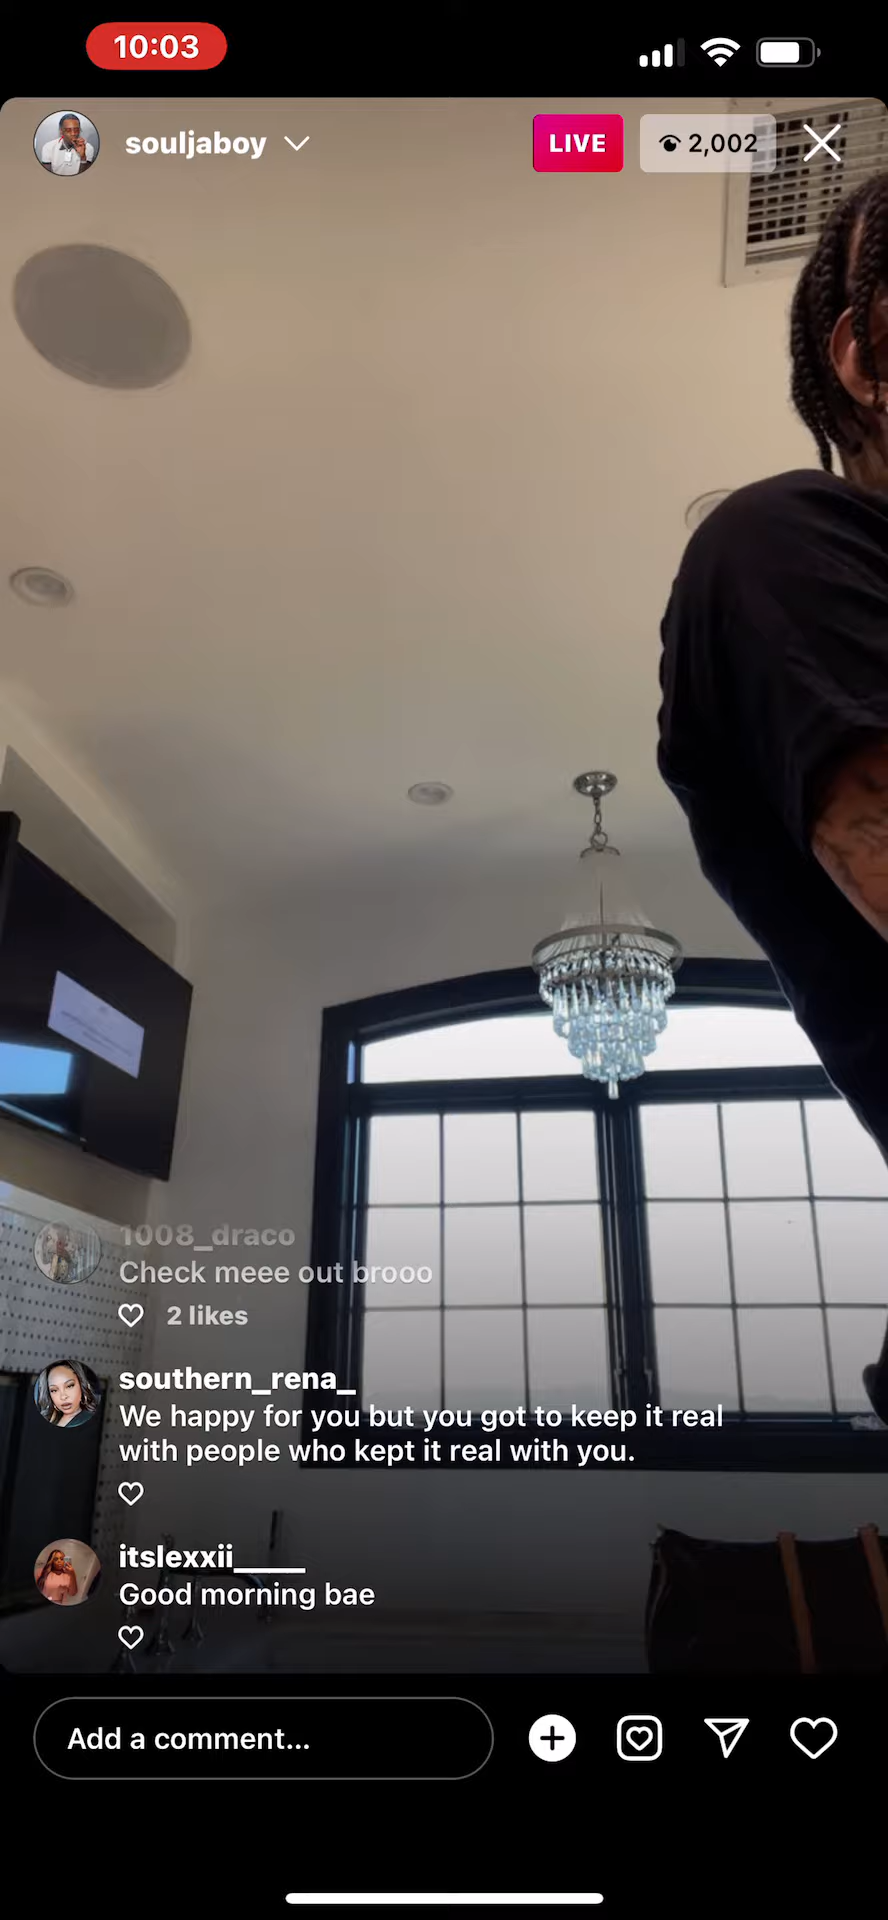 10:03
souljaboy
LIVE
2,002
1008_draco
Check meee out brooo
2 likes
southern_rena_
We happy for you but you got to keep it real
with people who kept it real with you.
itslexxii____
Good morning bae
Add a comment...